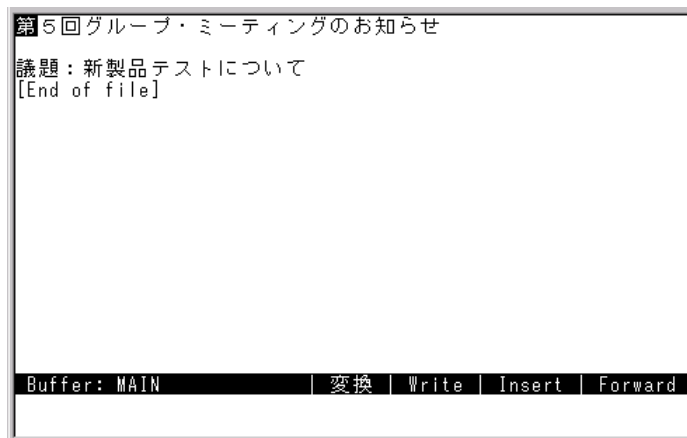 第５回グループ・ミーティングのお知らせ
議題：新製品テストについて
[End of file]
Buffer: MAIN | 変換 | Write | Insert | Forward